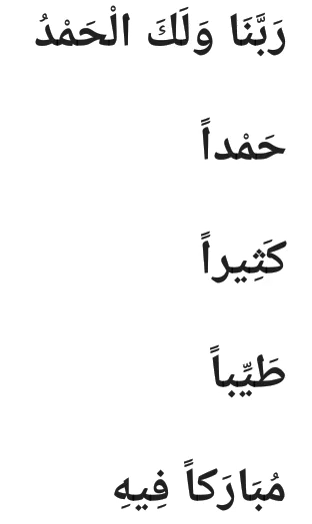 رَبَّنَا وَلَكَ الْحَمْدُ
حَمْداً
كَثِيراً
طَيِّباً
مُبَارَكاً فِيهِ